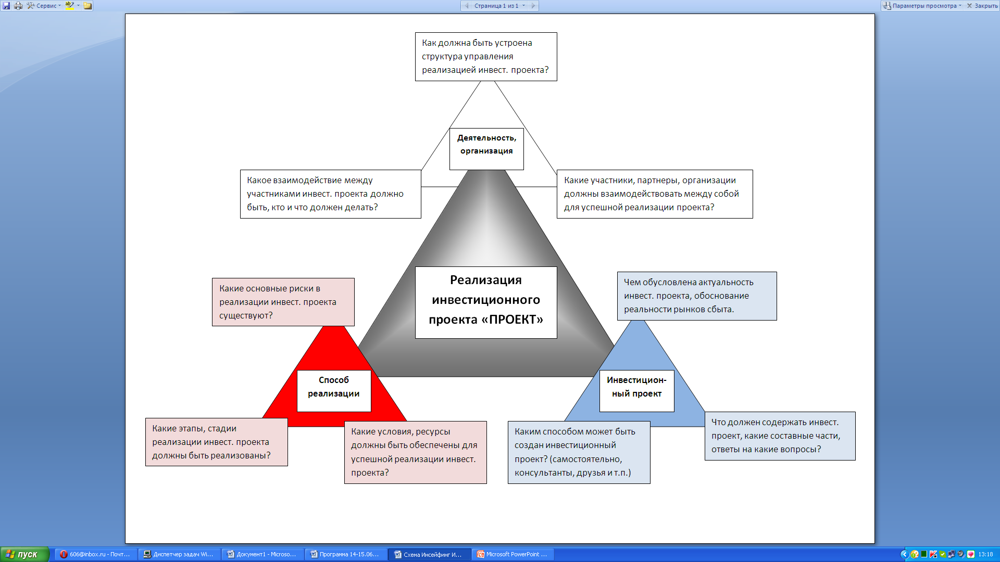 Сервис
Страница 1 из 1
Параметры просмотра
Закрыть
Как должна быть устроена
структура управления
реализацией инвест. проекта?
Деятельность,
организация
Какое взаимодействие между
участниками инвест. проекта должно
быть, кто и что должен делать?
Какие участники, партнеры, организации
должны взаимодействовать между собой
для успешной реализации проекта?
Реализация
инвестиционного
проекта «ПРОЕКТ»
Какие основные риски в
реализации инвест. проекта
существуют?
Чем обусловлена актуальность
инвест. проекта, обоснование
реальности рынков сбыта.
Способ
реализации
Инвестицион-
ный проект
Какие этапы, стадии
реализации инвест. проекта
должны быть реализованы?
Какие условия, ресурсы
должны быть обеспечены для
успешной реализации инвест.
проекта?
Каким способом может быть
создан инвестиционный
проект? (самостоятельно,
консультанты, друзья и т.п.)
Что должен содержать инвест.
проект, какие составные части,
ответы на какие вопросы?
пуск
606@inbox.ru - Почт...
Диспетчер задач Wi...
Документ1 - Microso...
Программа 14-15.06...
Схема Инсейфинг И...
Microsoft PowerPoint ...
13:18